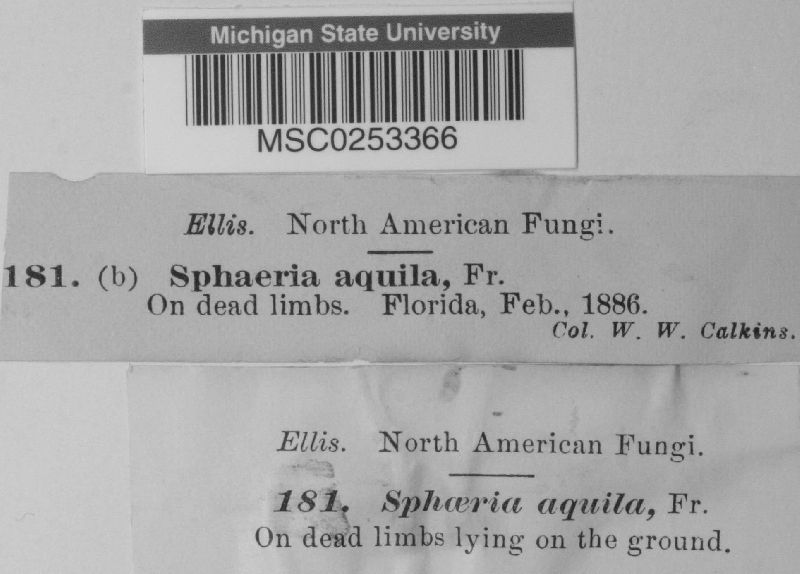 Michigan State University
MSC0253366
Ellis. North American Fungi.
181. (b) Sphaeria aquila, Fr.
On dead limbs. Florida, Feb., 1886.
Col. W. W. Calkins.
Ellis. North American Fungi.
181. Sphæria aquila, Fr.
On dead limbs lying on the ground.